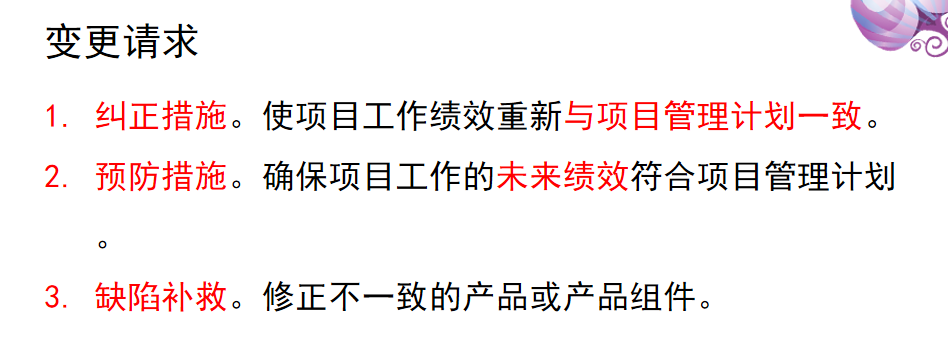 变更请求
1. 纠正措施。使项目工作绩效重新与项目管理计划一致。
2. 预防措施。确保项目工作的未来绩效符合项目管理计划
。
3. 缺陷补救。修正不一致的产品或产品组件。